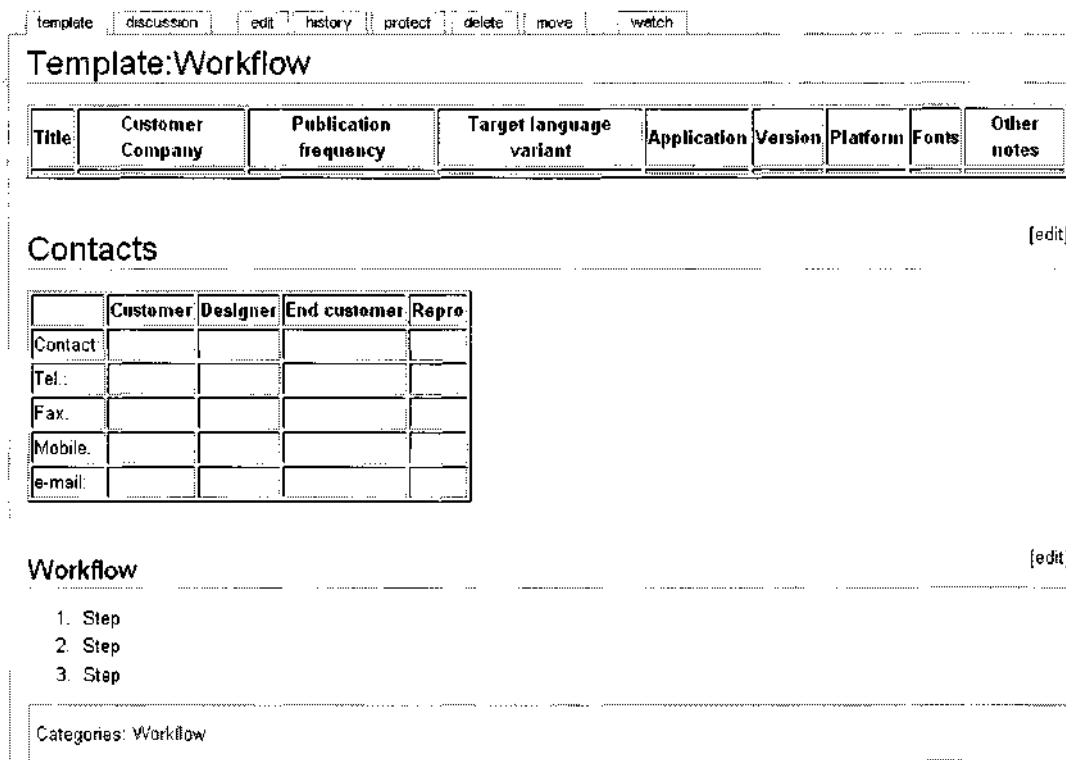 template discussion edit history protect delete move watch
Template:Workflow
Title Customer Company Publication frequency Target language variant Application Version Platform Fonts Other notes
Contacts [edit]
Customer Designer End customer Repro
Contact:
Tel.:
Fax.
Mobile.
e-mail:
Workflow [edit]
1. Step
2. Step
3. Step
Categories: Workflow